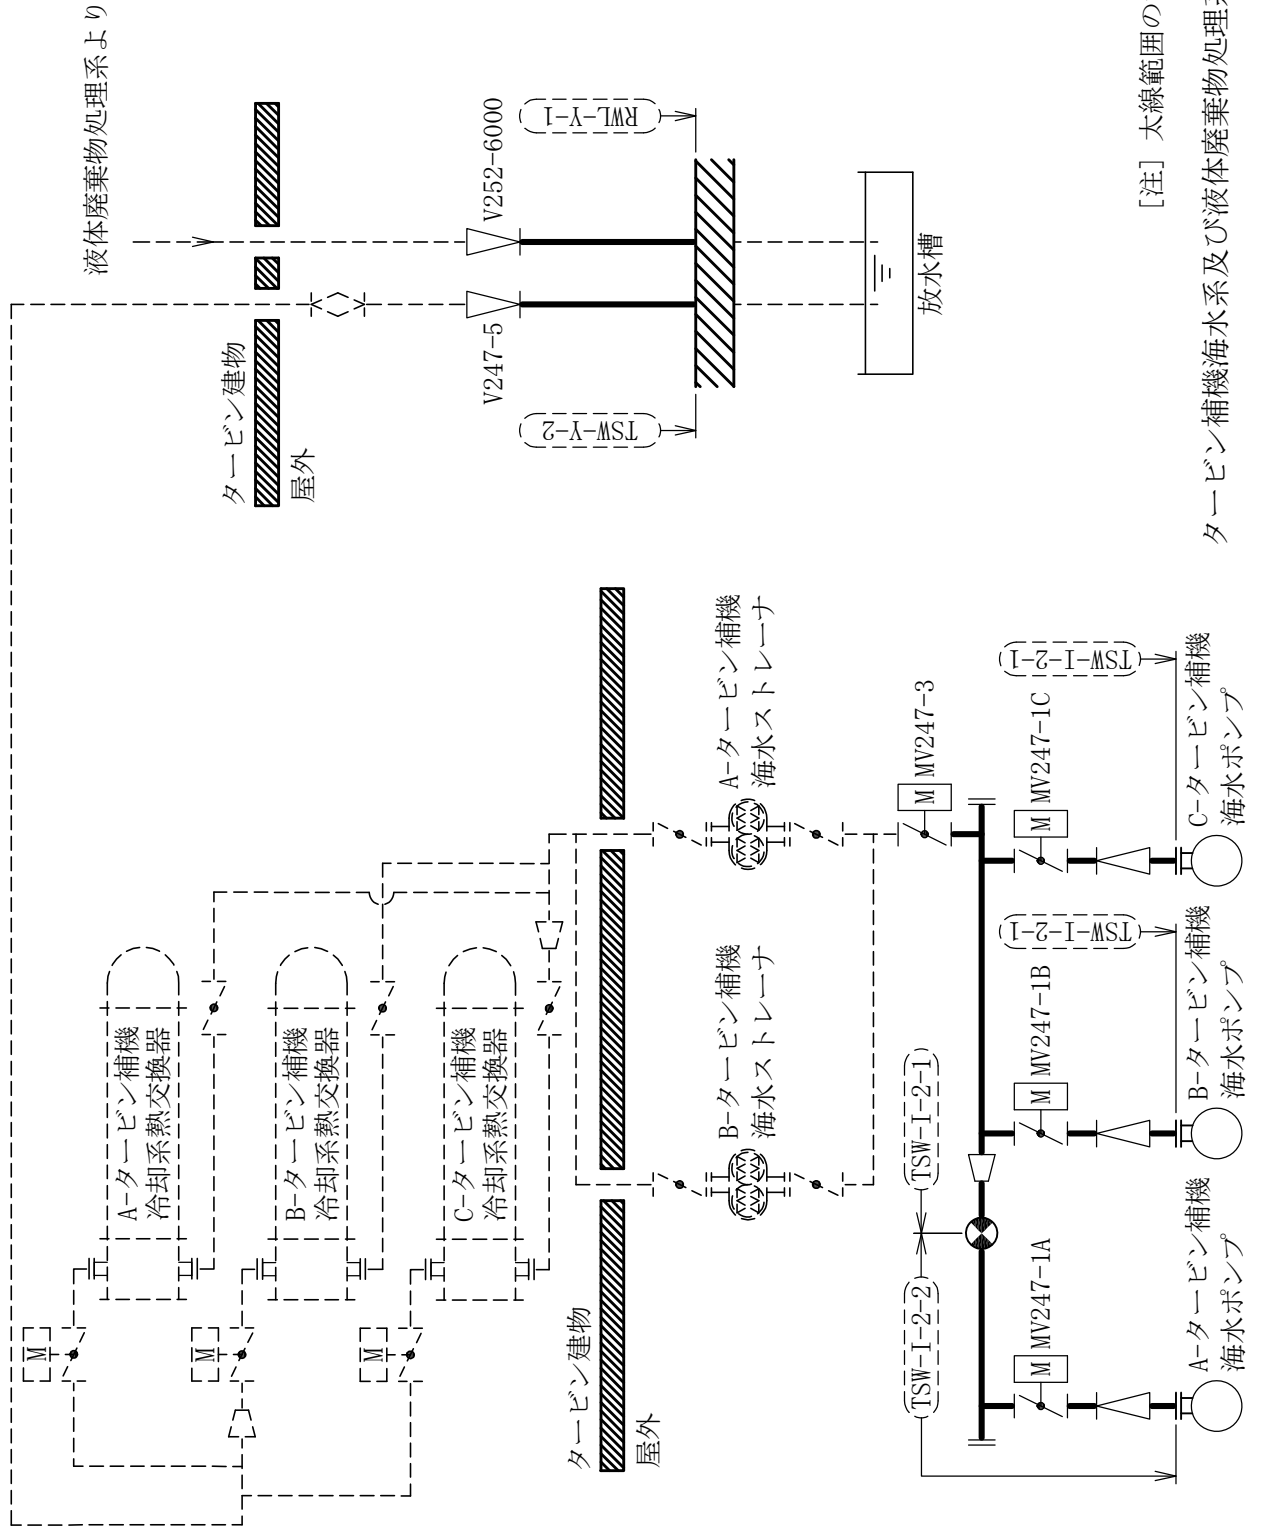 液体廃棄物処理系より
タービン建物
屋外
V247-5
V252-6000
TSW-Y-2
RWL-Y-1
放水槽
A-タービン補機
冷却系熱交換器
B-タービン補機
冷却系熱交換器
C-タービン補機
冷却系熱交換器
M
M
M
タービン建物
屋外
B-タービン補機
海水ストレーナ
A-タービン補機
海水ストレーナ
TSW-I-2-2
TSW-I-2-1
M MV247-3
M MV247-1A
M MV247-1B
M MV247-1C
TSW-I-2-1
TSW-I-2-1
A-タービン補機
海水ポンプ
B-タービン補機
海水ポンプ
C-タービン補機
海水ポンプ
[注] 太線範囲の
タービン補機海水系及び液体廃棄物処理